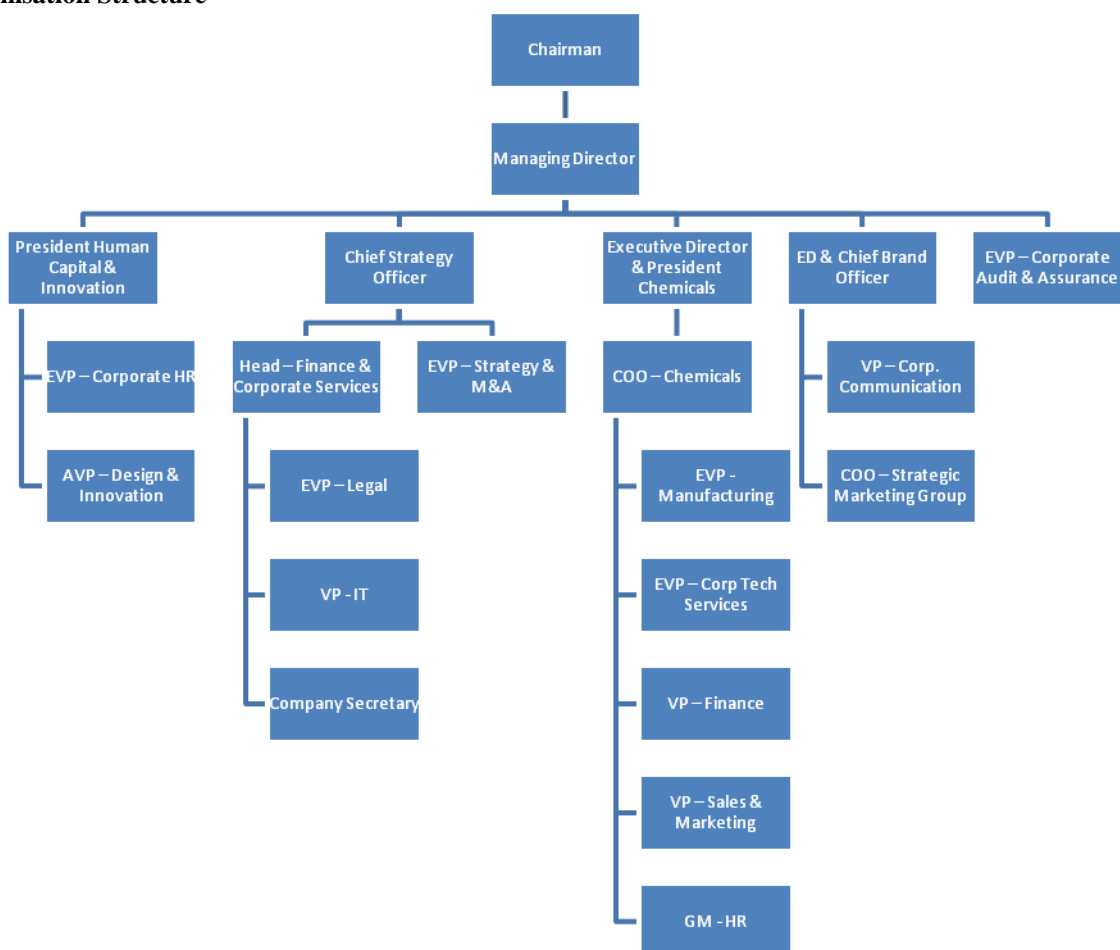 Structure
Chairman
Managing Director
President Human
Capital &
Innovation
Chief Strategy
Officer
Executive Director
& President
Chemicals
ED & Chief Brand
Officer
EVP – Corporate
Audit & Assurance
EVP – Corporate HR
Head – Finance &
Corporate Services
EVP – Strategy &
M&A
COO – Chemicals
VP – Corp.
Communication
AVP – Design &
Innovation
EVP – Legal
EVP -
Manufacturing
COO – Strategic
Marketing Group
VP - IT
EVP – Corp Tech
Services
Company Secretary
VP – Finance
VP – Sales &
Marketing
GM - HR